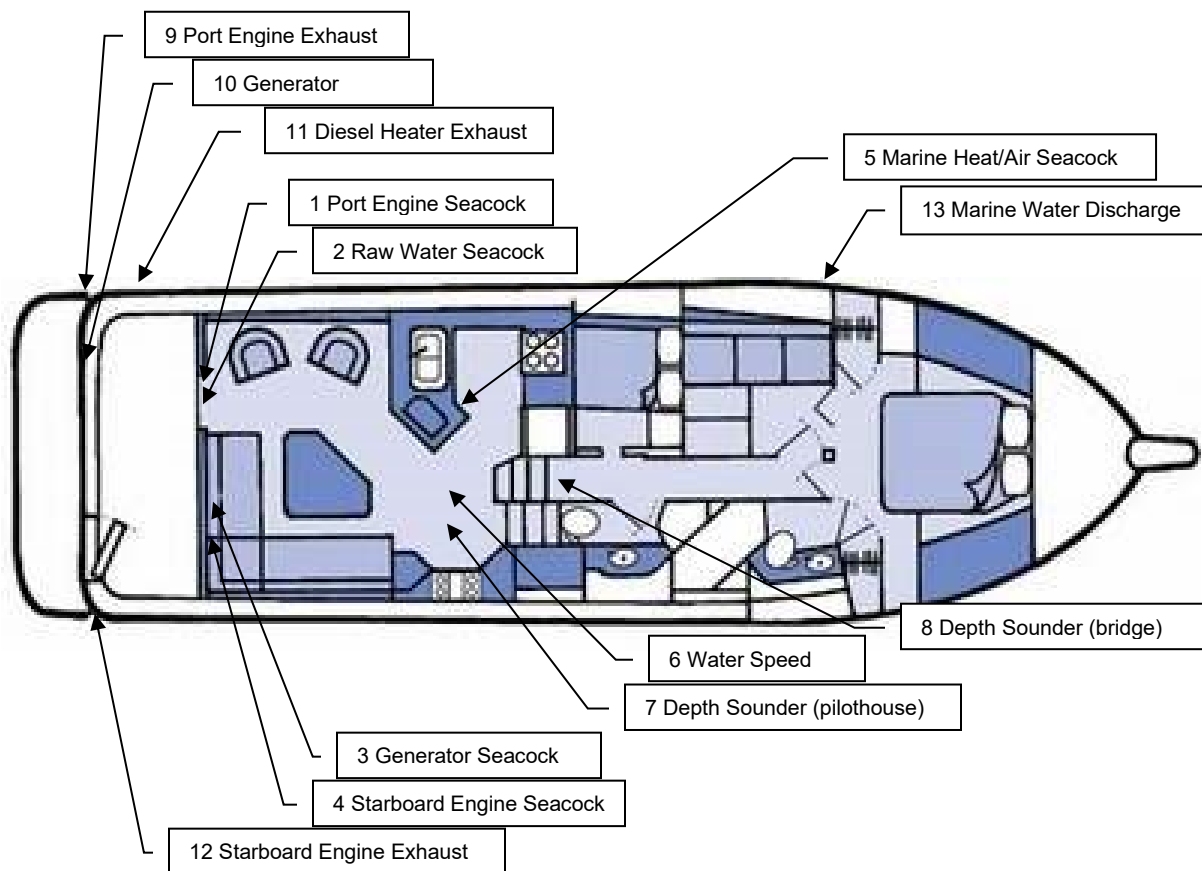 9 Port Engine Exhaust
10 Generator
11 Diesel Heater Exhaust
5 Marine Heat/Air Seacock
1 Port Engine Seacock
13 Marine Water Discharge
2 Raw Water Seacock
8 Depth Sounder (bridge)
6 Water Speed
7 Depth Sounder (pilothouse)
3 Generator Seacock
4 Starboard Engine Seacock
12 Starboard Engine Exhaust